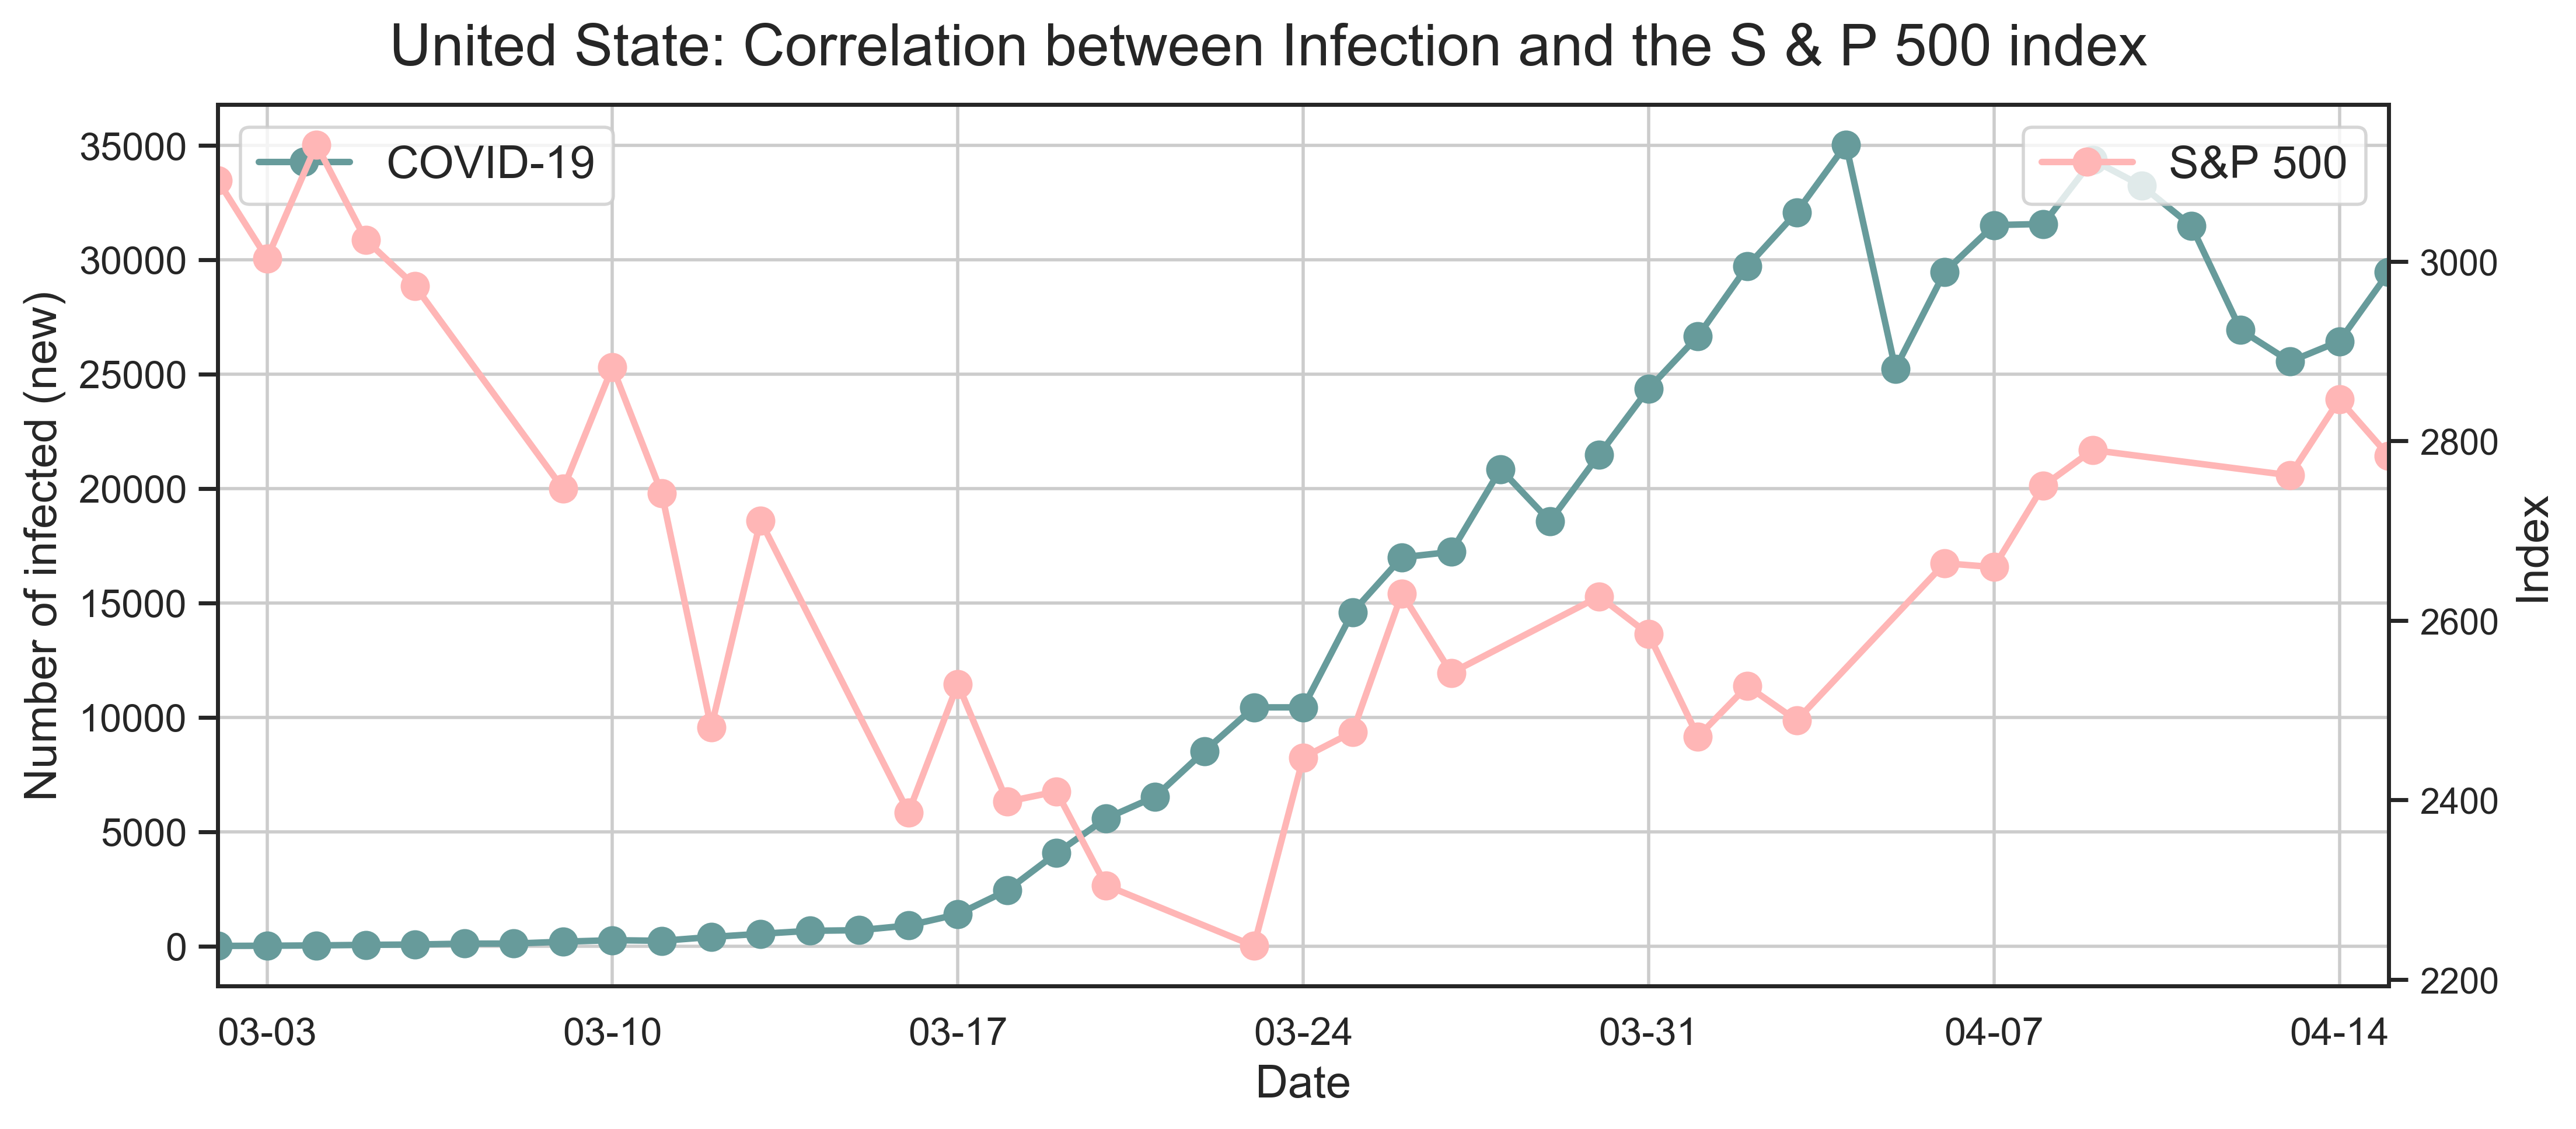 United State: Correlation between Infection and the S & P 500 index
COVID-19
S&P 500
35000
30000
25000
20000
15000
10000
5000
0
Number of infected (new)
3000
2800
2600
2400
2200
Index
03-03 03-10 03-17 03-24 03-31 04-07 04-14
Date